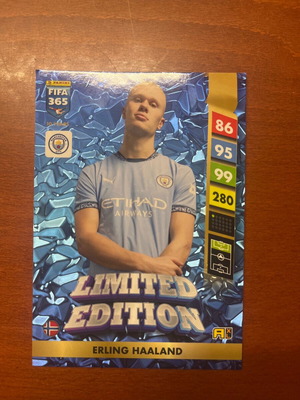 PANINI
FIFA
365
86
95
99
280
ETIHAD
AIRWAYS
LIMITED
EDITION
ERLING HAALAND